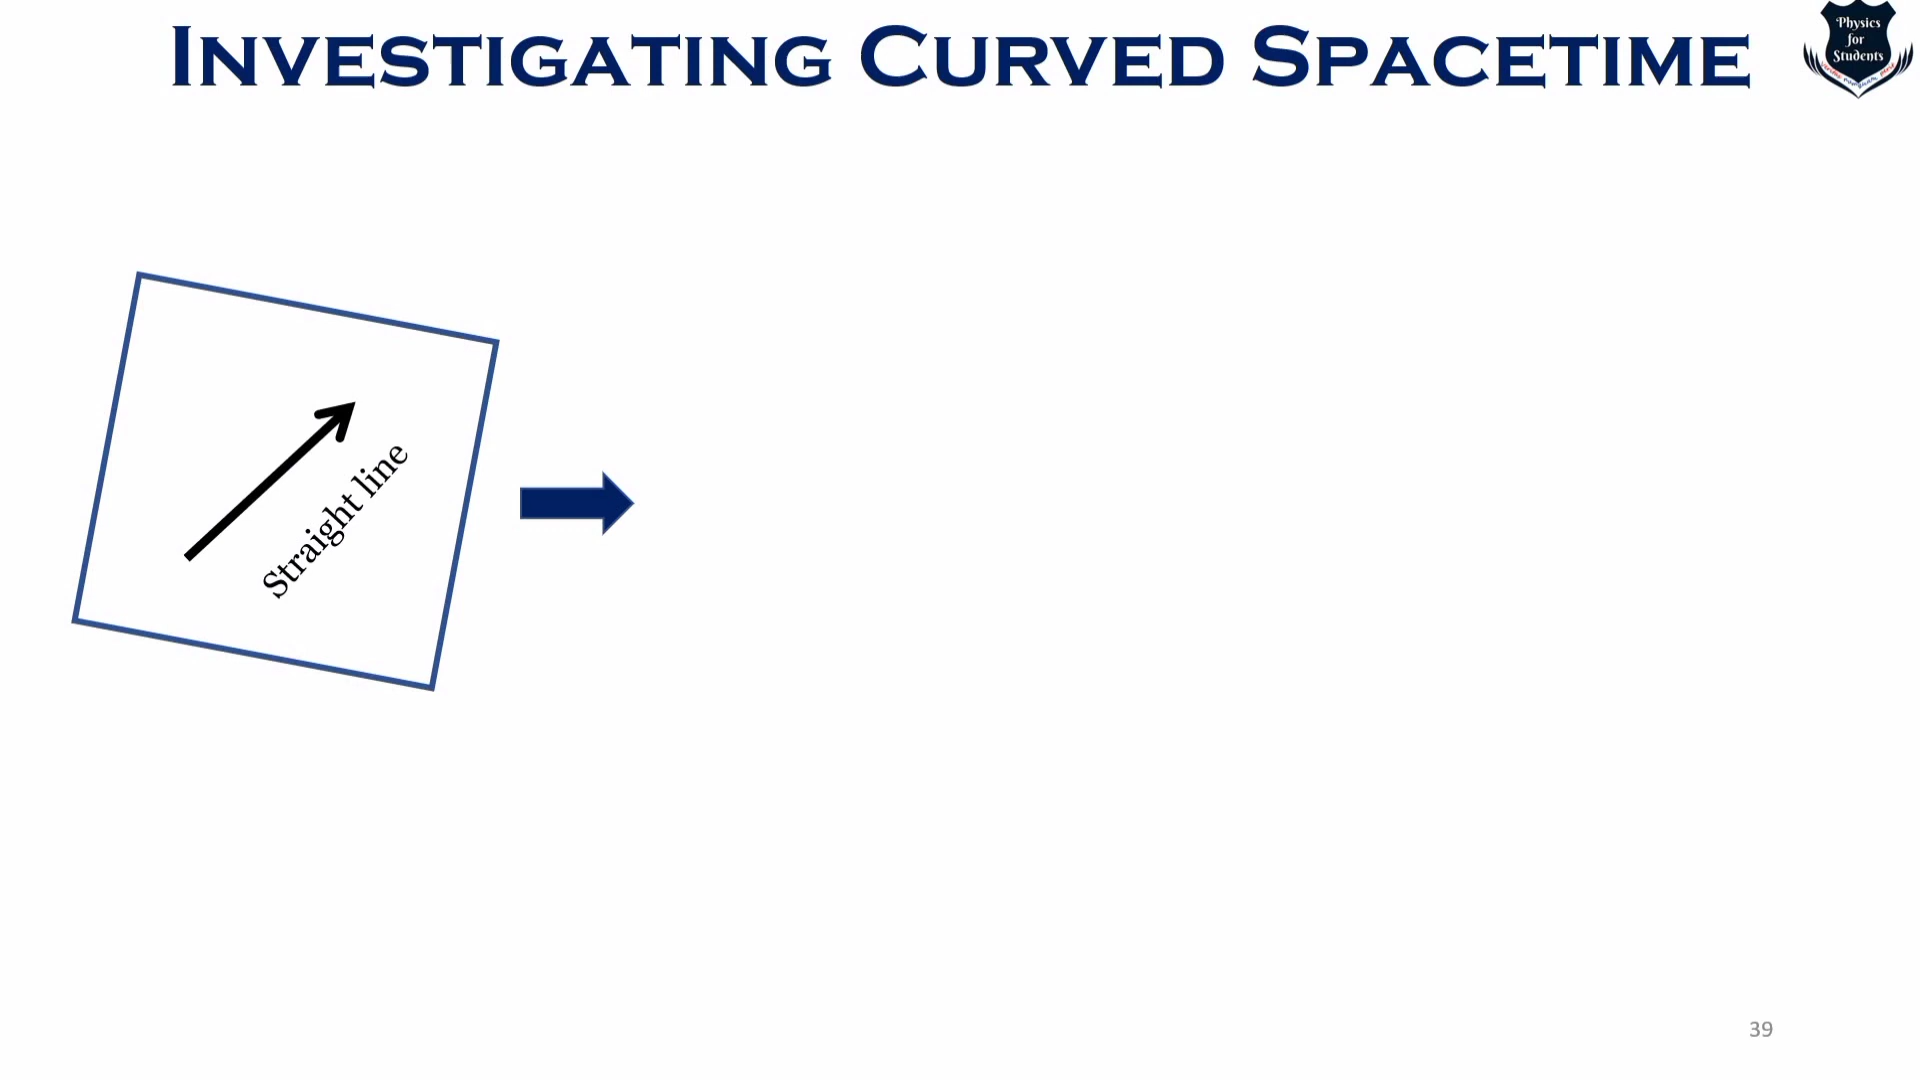 INVESTIGATING CURVED SPACETIME
Physics
for
Students
Straight line
39